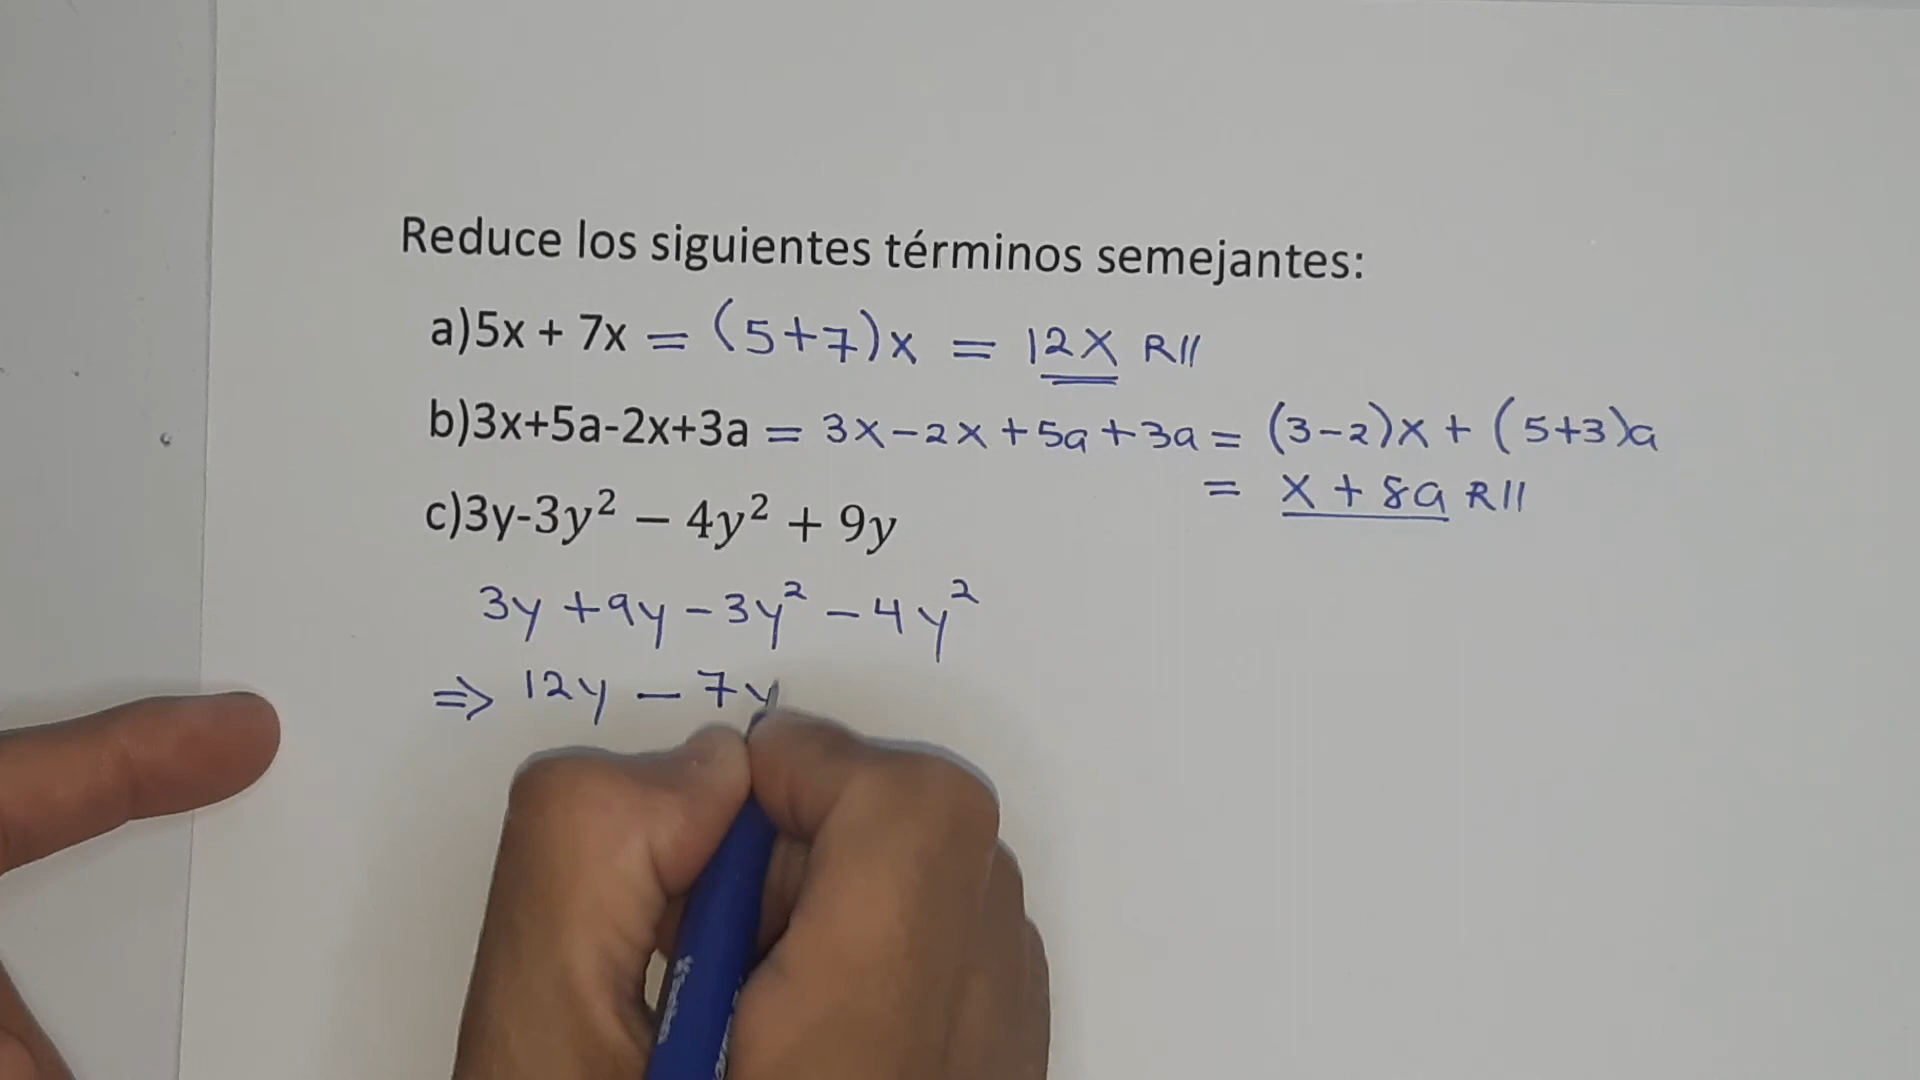 Reduce los siguientes términos semejantes:
a)5x + 7x = (5+7)x = 12x R//
b)3x+5a-2x+3a = 3x-2x+5a+3a = (3-2)x + (5+3)a
= x + 8a R//
c)3y-3y² − 4y² + 9y
3y +9y -3y² -4y²
⇒ 12y - 7y